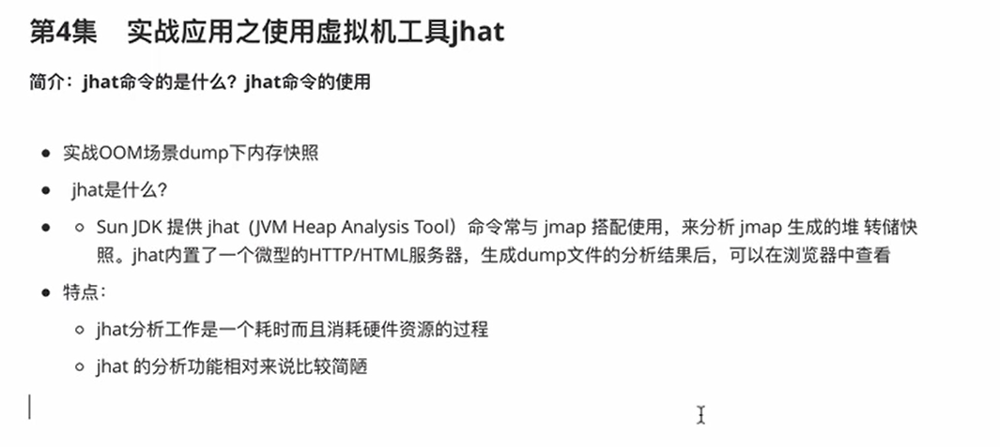 第4集 实战应用之使用虚拟机工具jhat
简介：jhat命令的是什么？jhat命令的使用
实战OOM场景dump下内存快照
jhat是什么？
Sun JDK 提供 jhat（JVM Heap Analysis Tool）命令常与 jmap 搭配使用，来分析 jmap 生成的堆 转储快
照。jhat内置了一个微型的HTTP/HTML服务器，生成dump文件的分析结果后，可以在浏览器中查看
特点：
jhat分析工作是一个耗时而且消耗硬件资源的过程
jhat 的分析功能相对来说比较简陋